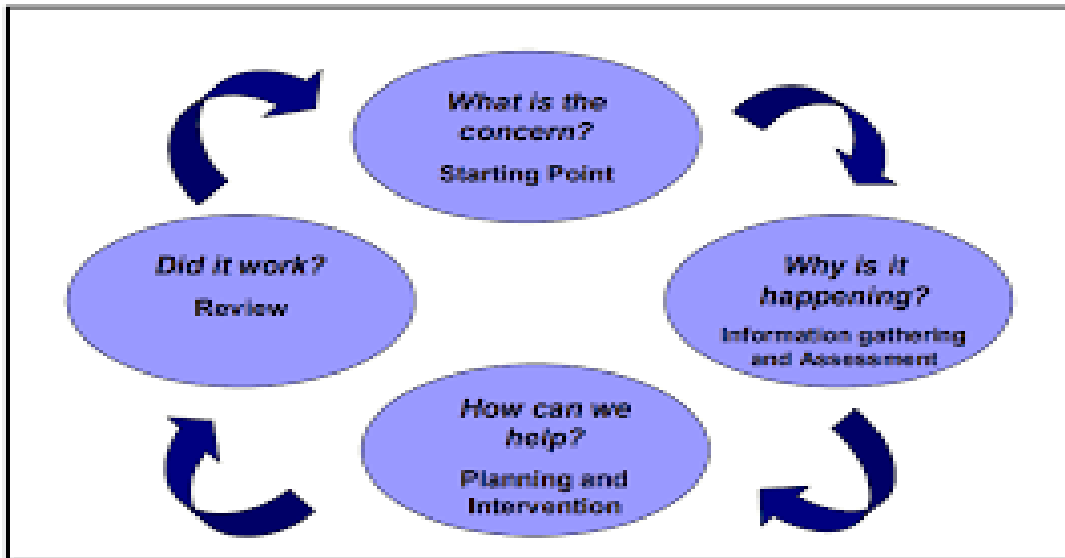 What is the
concern?
Starting Point
Why is it
happening?
Information gathering
and Assessment
How can we
help?
Planning and
Intervention
Did it work?
Review